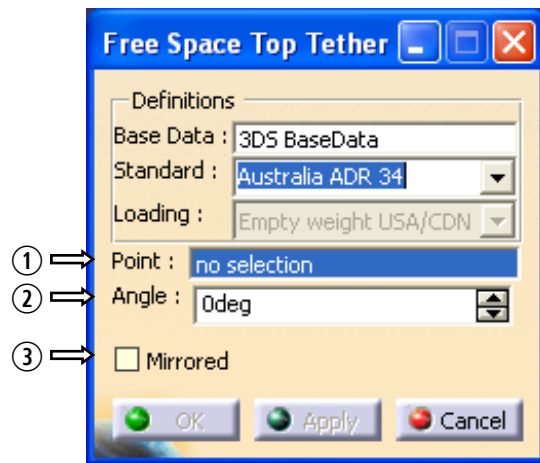 Free Space Top Tether
Definitions
Base Data : 3DS BaseData
Standard : Australia ADR 34
Loading : Empty weight USA/CDN
① Point : no selection
② Angle : 0deg
③ Mirrored
OK Apply Cancel